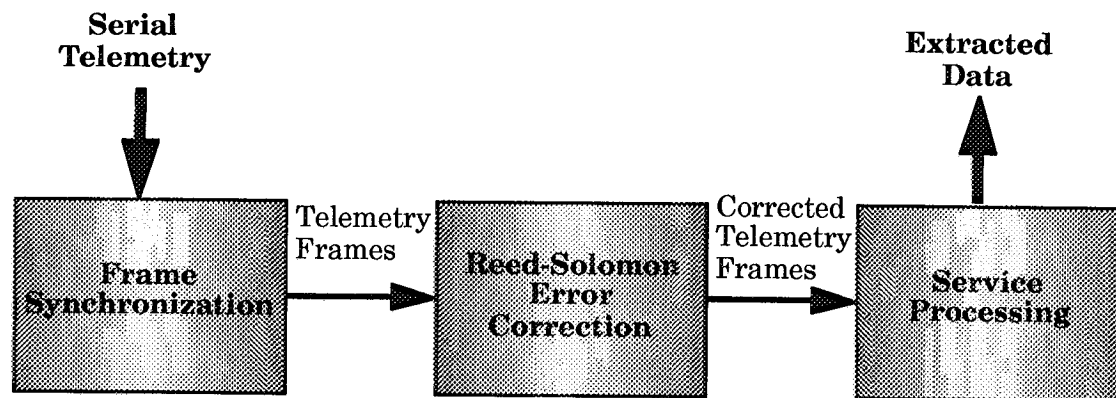 Serial
Telemetry
Extracted
Data
Frame
Synchronization
Telemetry
Frames
Reed-Solomon
Error
Correction
Corrected
Telemetry
Frames
Service
Processing